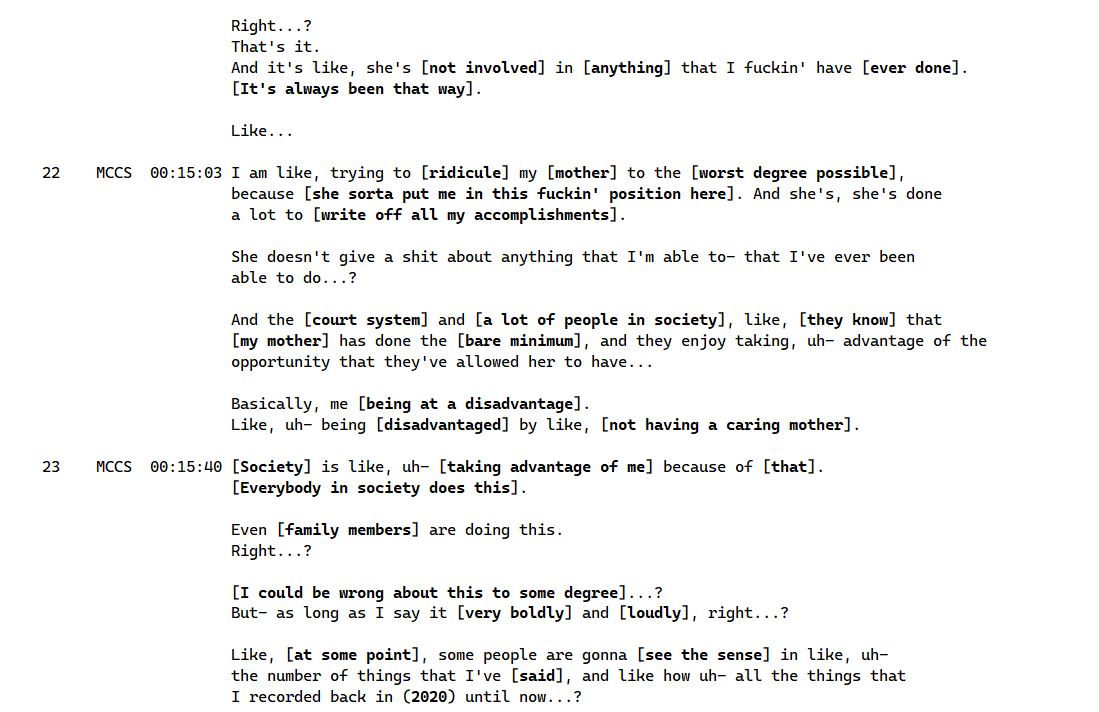 Right...?
That's it.
And it's like, she's [not involved] in [anything] that I fuckin' have [ever done].
[It's always been that way].
Like...
22 MCCS 00:15:03 I am like, trying to [ridicule] my [mother] to the [worst degree possible],
because [she sorta put me in this fuckin' position here]. And she's, she's done
a lot to [write off all my accomplishments].
She doesn't give a shit about anything that I'm able to– that I've ever been
able to do...?
And the [court system] and [a lot of people in society], like, [they know] that
[my mother] has done the [bare minimum], and they enjoy taking, uh– advantage of the
opportunity that they've allowed her to have...
Basically, me [being at a disadvantage].
Like, uh– being [disadvantaged] by like, [not having a caring mother].
23 MCCS 00:15:40 [Society] is like, uh– [taking advantage of me] because of [that].
[Everybody in society does this].
Even [family members] are doing this.
Right...?
[I could be wrong about this to some degree]...?
But– as long as I say it [very boldly] and [loudly], right...?
Like, [at some point], some people are gonna [see the sense] in like, uh–
the number of things that I've [said], and like how uh– all the things that
I recorded back in (2020) until now...?